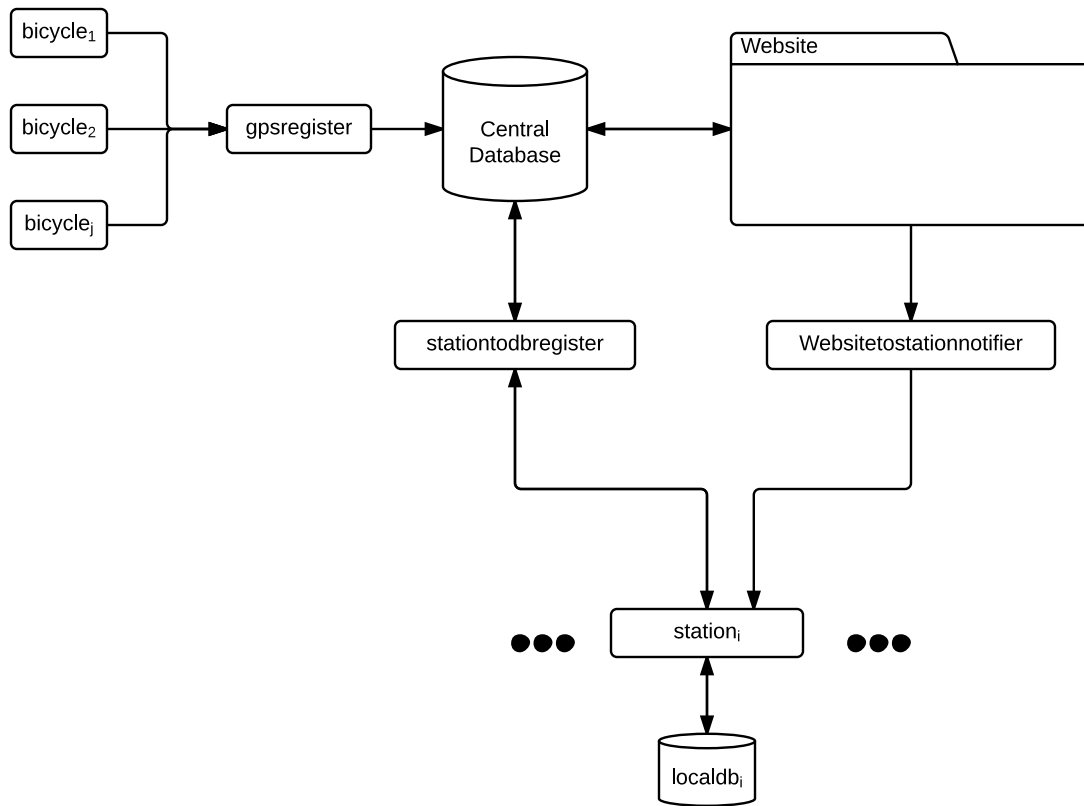 bicycle₁
Website
bicycle₂
gpsregister
Central
Database
bicycleⱼ
stationtodbregister
Websitetostationnotifier
stationᵢ
localdbᵢ